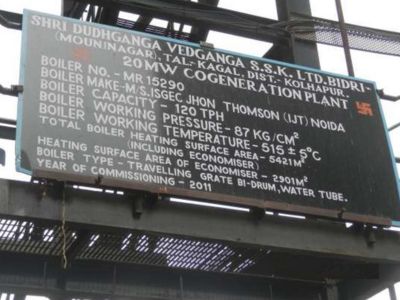 SHRI DUDHGANGA VEDGANGA S.S.K. LTD. BIDRI-
(MOUNINAGAR), TAL:- KAGAL, DIST:- KOLHAPUR.
20 MW COGENERATION PLANT
BOILER NO. - MR 15290
BOILER MAKE - M/S. ISGEC JHON THOMSON (IJT) NOIDA
BOILER CAPACITY - 120 TPH
BOILER WORKING PRESSURE - 87 KG/CM²
BOILER WORKING TEMPERATURE - 515 ± 5°C
TOTAL BOILER HEATING SURFACE AREA - 5421M²
(INCLUDING ECONOMISER)
HEATING SURFACE AREA OF ECONOMISER - 2901M²
BOILER TYPE - TRAVELLING GRATE BI-DRUM, WATER TUBE.
YEAR OF COMMISSIONING - 2011